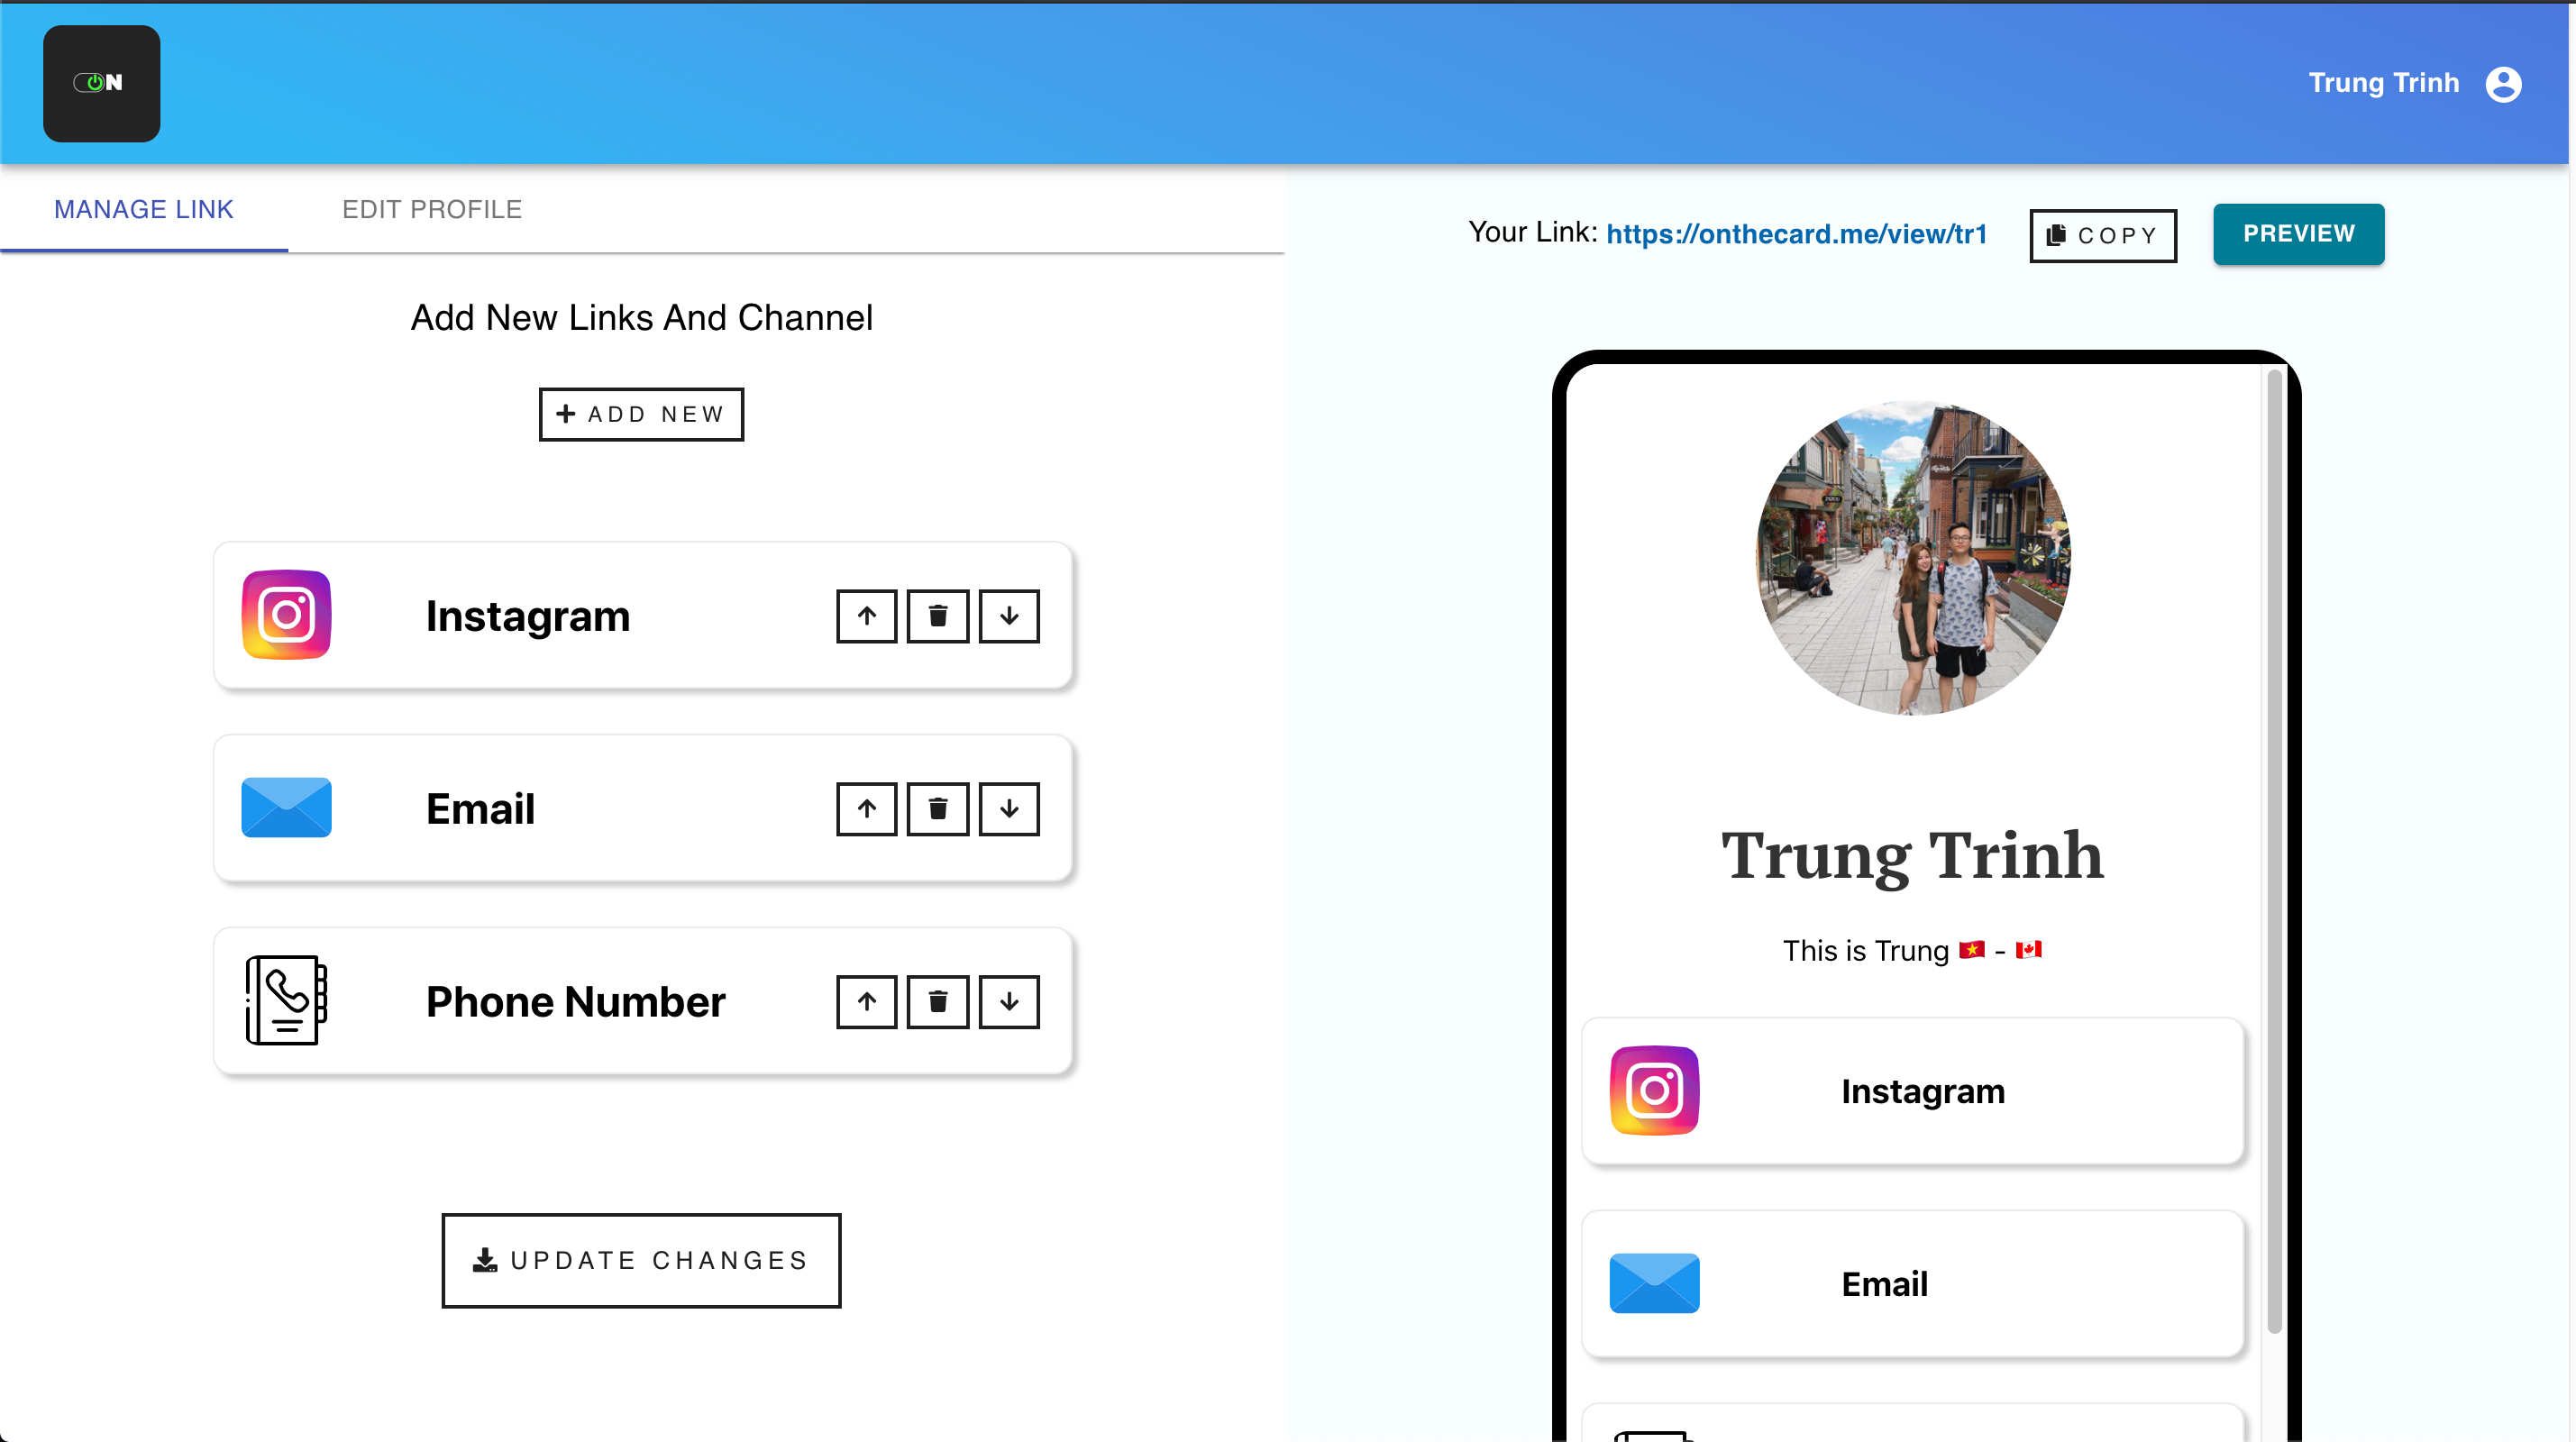 ON
Trung Trinh
MANAGE LINK
EDIT PROFILE
Your Link: https://onthecard.me/view/tr1
COPY
PREVIEW
Add New Links And Channel
+ ADD NEW
Instagram
Email
Phone Number
UPDATE CHANGES
Trung Trinh
This is Trung 🇻🇳 - 🇨🇦
Instagram
Email